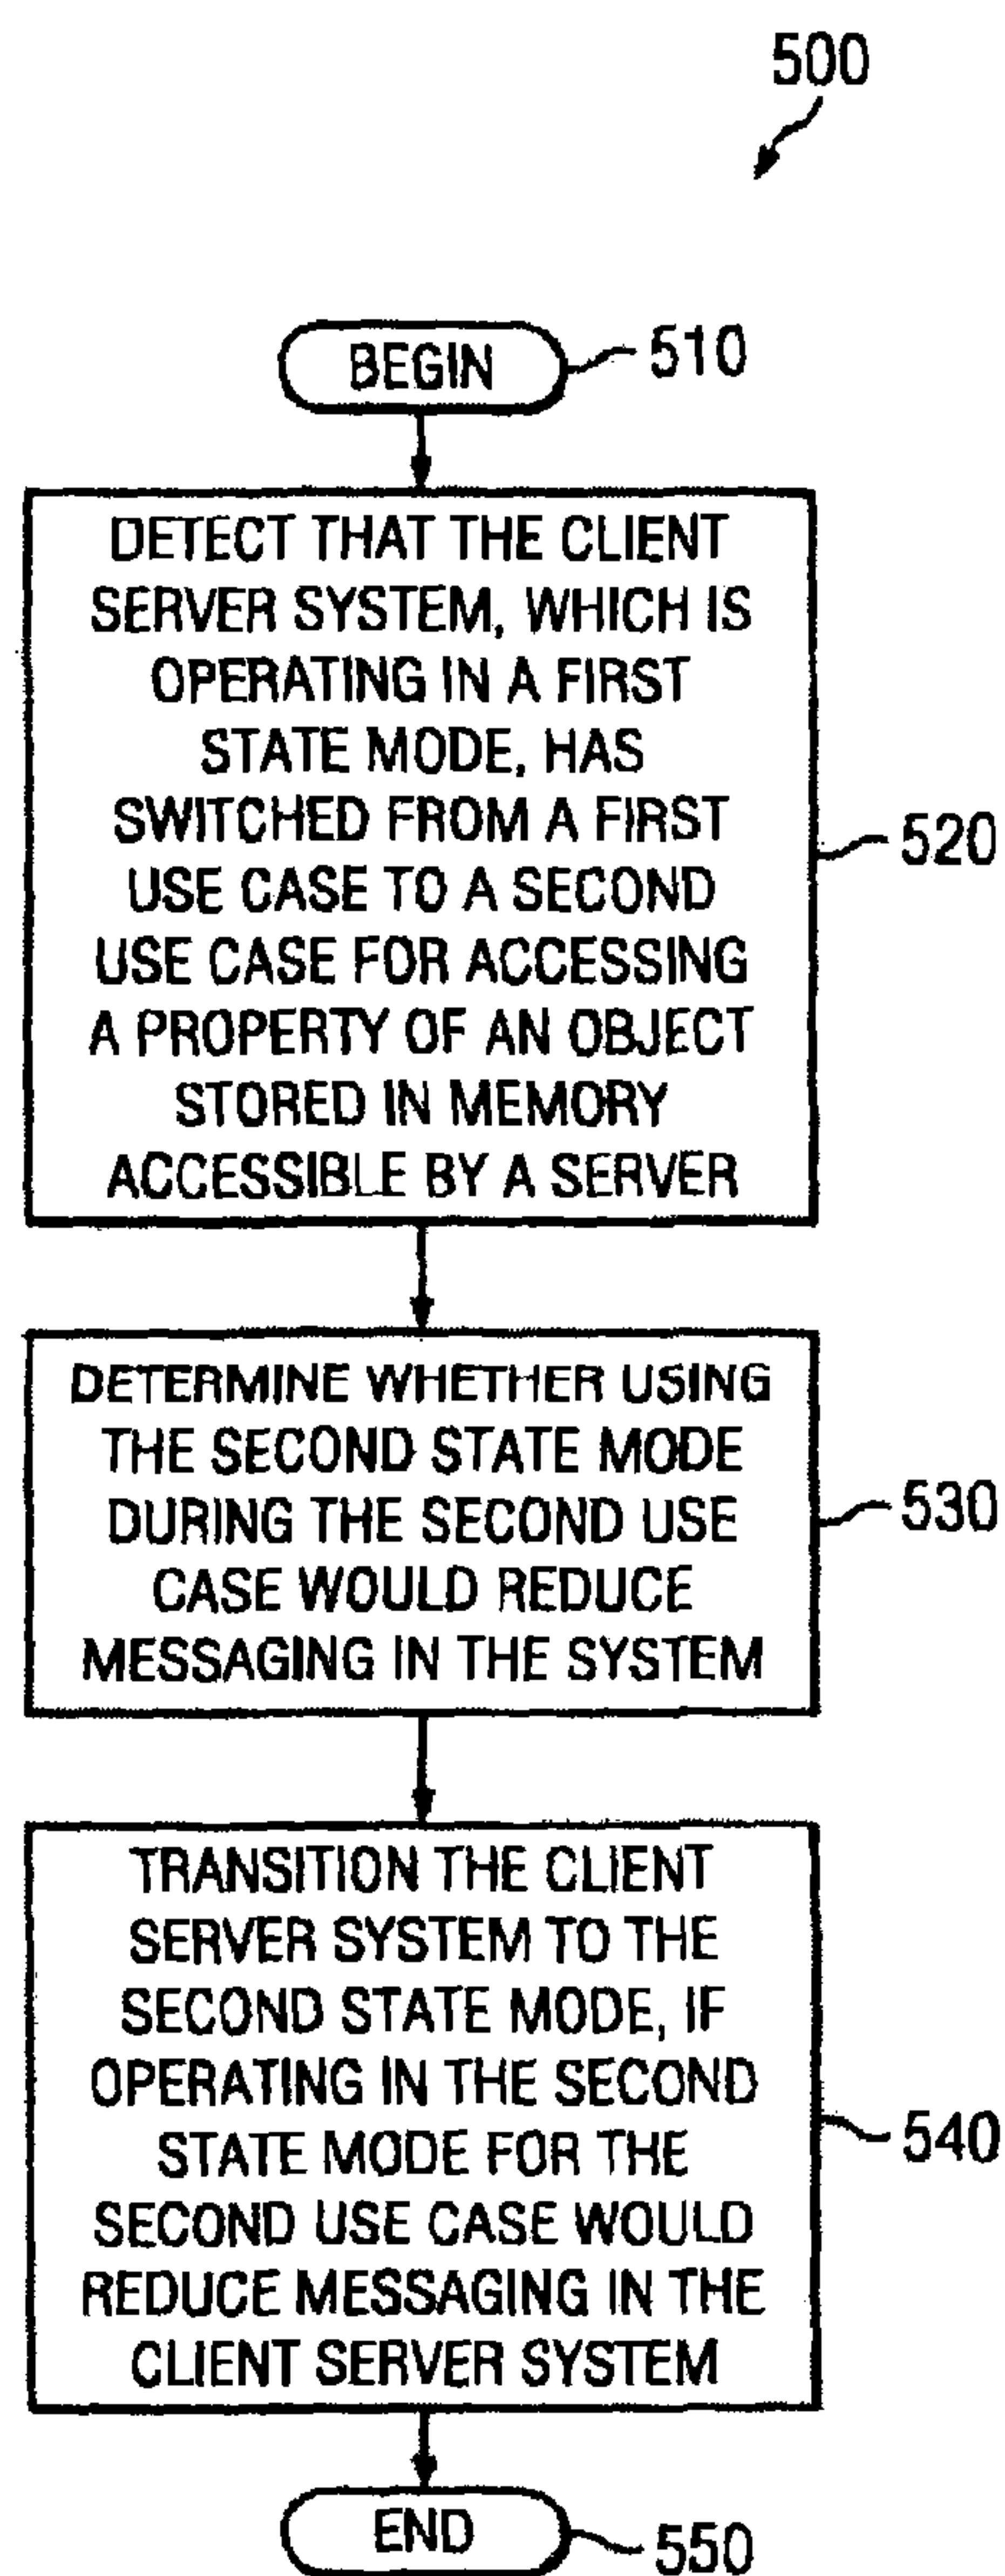 500
BEGIN
510
DETECT THAT THE CLIENT
SERVER SYSTEM, WHICH IS
OPERATING IN A FIRST
STATE MODE, HAS
SWITCHED FROM A FIRST
USE CASE TO A SECOND
USE CASE FOR ACCESSING
A PROPERTY OF AN OBJECT
STORED IN MEMORY
ACCESSIBLE BY A SERVER
520
DETERMINE WHETHER USING
THE SECOND STATE MODE
DURING THE SECOND USE
CASE WOULD REDUCE
MESSAGING IN THE SYSTEM
530
TRANSITION THE CLIENT
SERVER SYSTEM TO THE
SECOND STATE MODE, IF
OPERATING IN THE SECOND
STATE MODE FOR THE
SECOND USE CASE WOULD
REDUCE MESSAGING IN THE
CLIENT SERVER SYSTEM
540
END
550